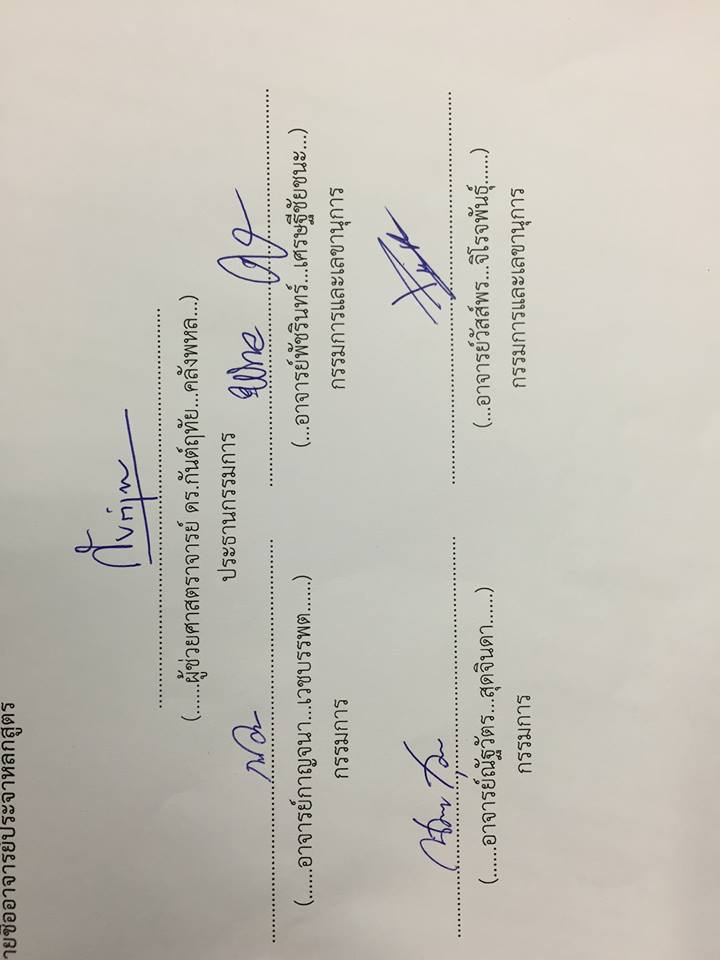 ายชื่ออาจารย์ประจำหลักสูตร
(.....ผู้ช่วยศาสตราจารย์ ดร.กันต์ฤทัย...คลังพหล...)
ประธานกรรมการ
(.....อาจารย์กาญจนา...เวชบรรพต......) (...อาจารย์พัชรินทร์...เศรษฐีชัยชนะ...)
กรรมการ กรรมการและเลขานุการ
(......อาจารย์ณัฐวัตร...สุดจินดา......) (...อาจารย์วัสส์พร...จิโรจพันธุ์......)
กรรมการ กรรมการและเลขานุการ